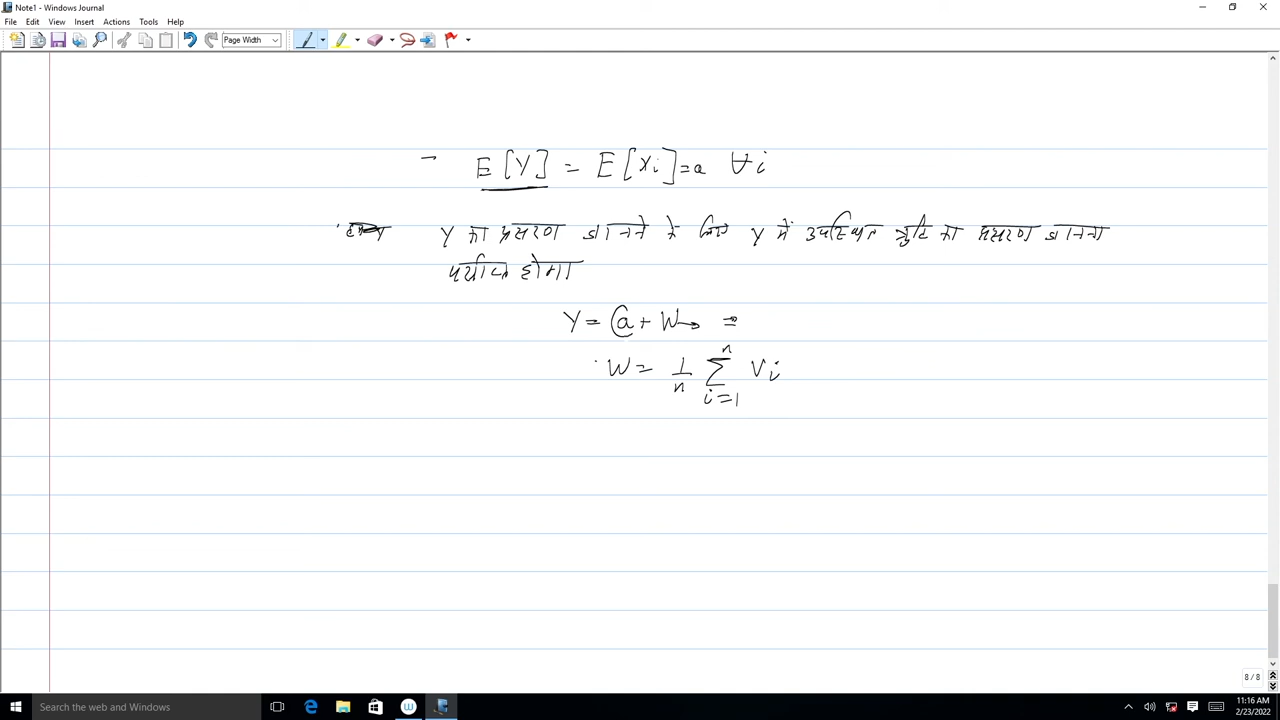 Note1 - Windows Journal
File Edit View Insert Actions Tools Help
Page Width
E[Y] = E[Xi] = a ∀i
Y का प्रसरण जानने के लिए Y में उपस्थित त्रुटि का प्रसरण जानना
पर्याप्त होगा
Y = a + W → =
W = 1/n ∑ i=1 n Vi
8 / 8
Search the web and Windows
11:16 AM
2/23/2022